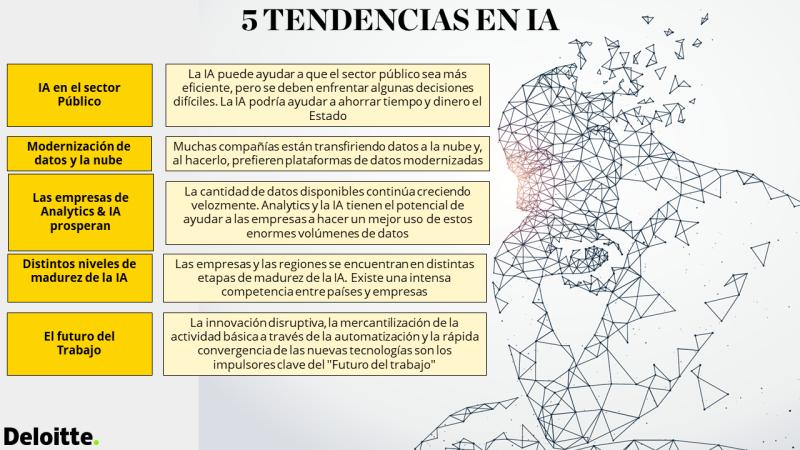 5 TENDENCIAS EN IA
IA en el sector
Público
La IA puede ayudar a que el sector público sea más
eficiente, pero se deben enfrentar algunas decisiones
difíciles. La IA podría ayudar a ahorrar tiempo y dinero el
Estado
Modernización de
datos y la nube
Muchas compañías están transfiriendo datos a la nube y,
al hacerlo, prefieren plataformas de datos modernizadas
Las empresas de
Analytics & IA
prosperan
La cantidad de datos disponibles continúa creciendo
velozmente. Analytics y la IA tienen el potencial de
ayudar a las empresas a hacer un mejor uso de estos
enormes volúmenes de datos
Distintos niveles de
madurez de la IA
Las empresas y las regiones se encuentran en distintas
etapas de madurez de la IA. Existe una intensa
competencia entre países y empresas
El futuro del
Trabajo
La innovación disruptiva, la mercantilización de la
actividad básica a través de la automatización y la rápida
convergencia de las nuevas tecnologías son los
impulsores clave del "Futuro del trabajo"
Deloitte.